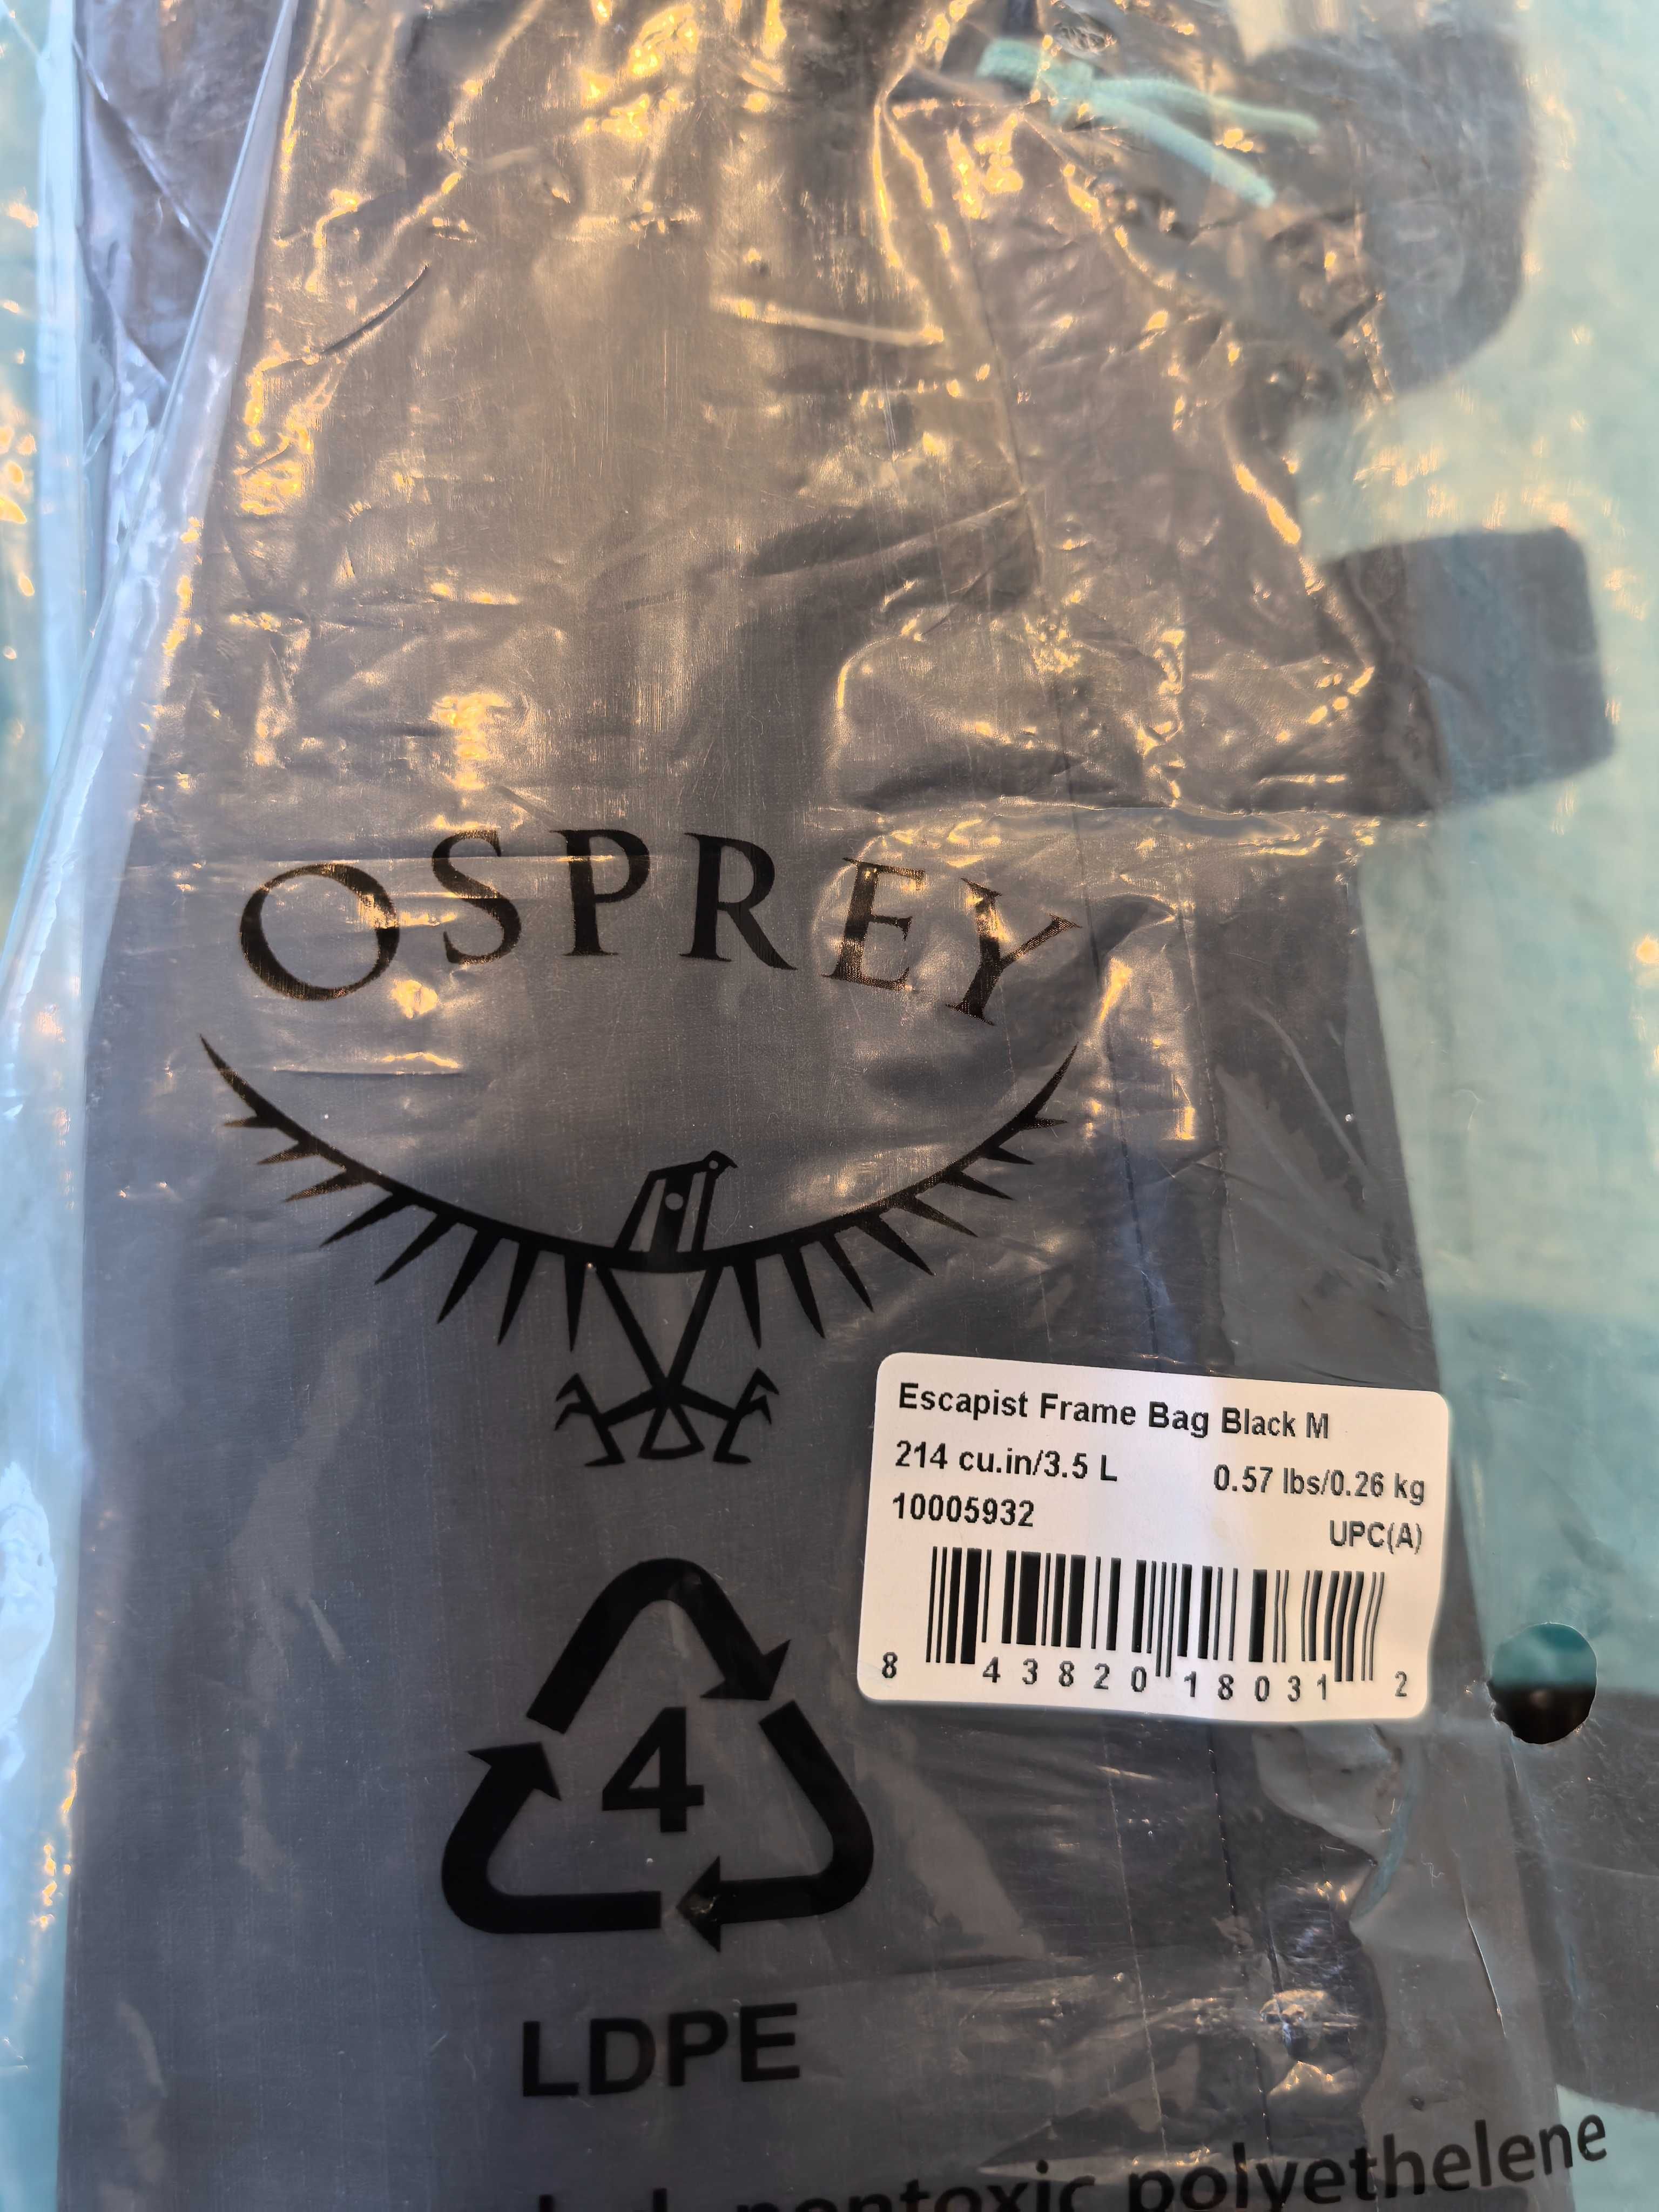 OSPREY
Escapist Frame Bag Black M
214 cu.in/3.5 L 0.57 lbs/0.26 kg
10005932 UPC(A)
8 43820 18031 2
4
LDPE
nontoxic polyethelene